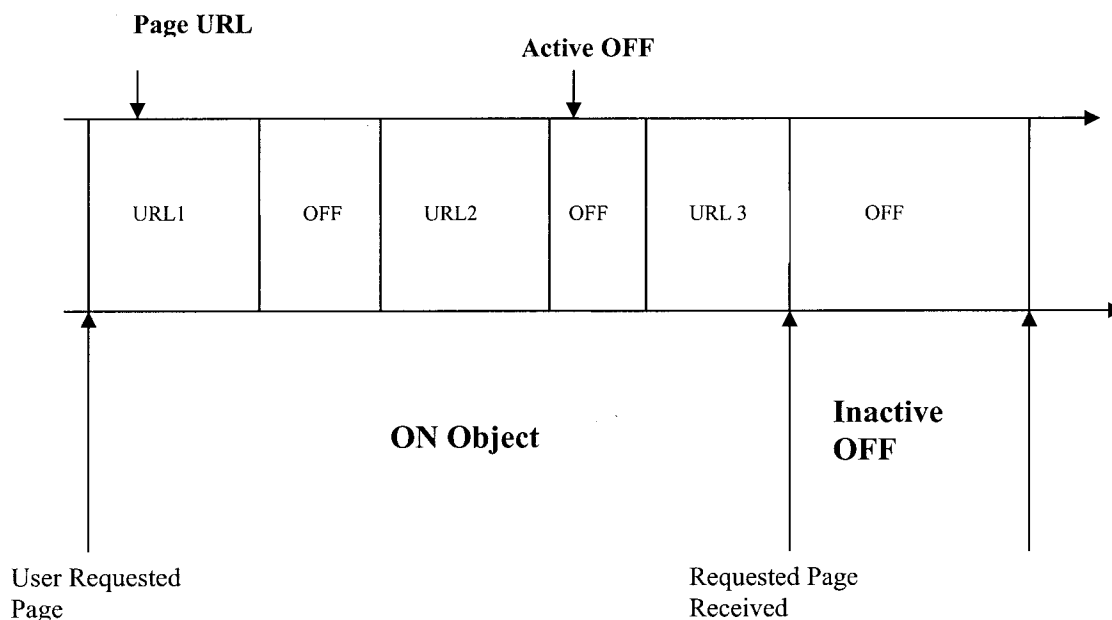 Page URL
Active OFF
URL1
OFF
URL2
OFF
URL 3
OFF
ON Object
Inactive
OFF
User Requested
Page
Requested Page
Received